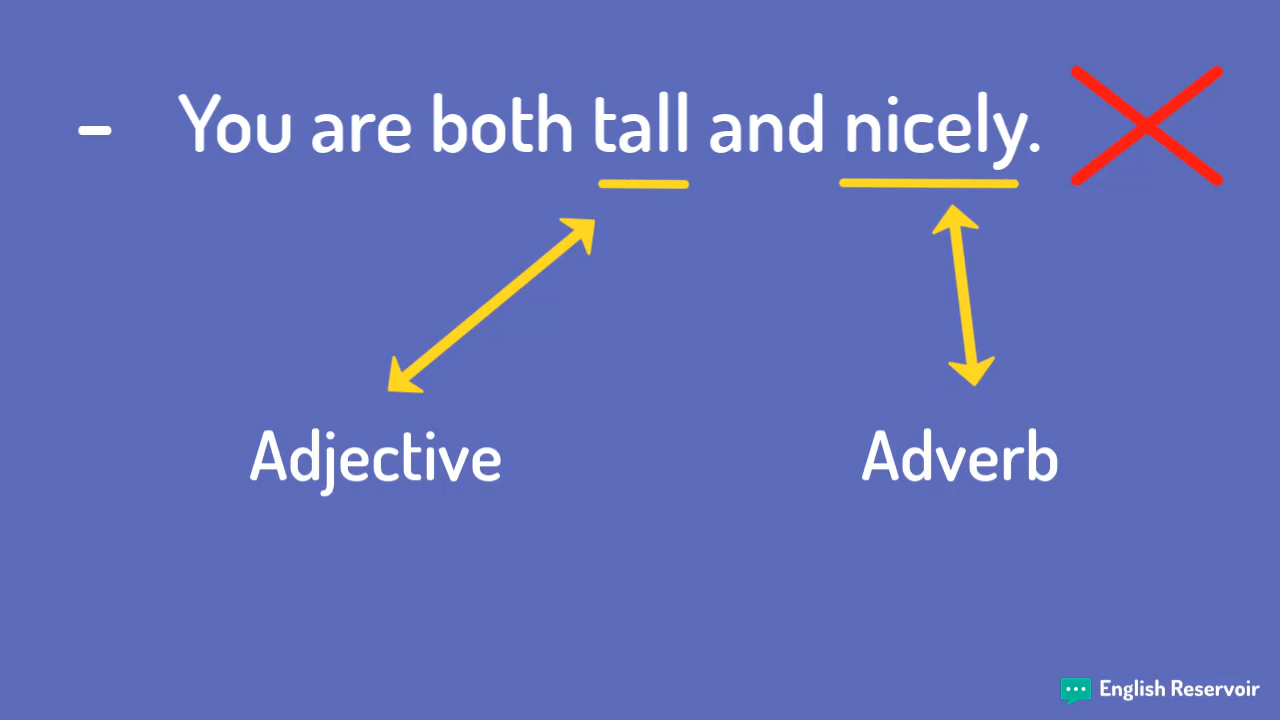 - You are both tall and nicely.
Adjective Adverb
English Reservoir